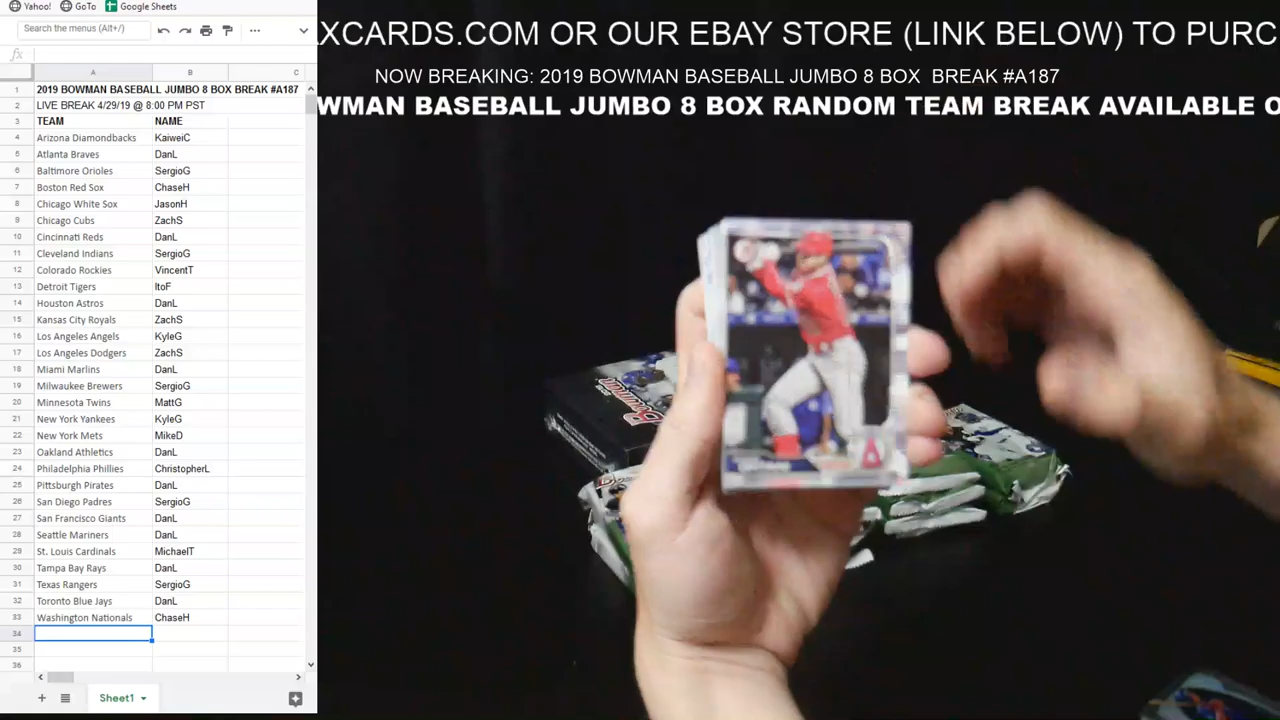 Yahoo! GoTo Google Sheets
Search the menus (Alt+/)
fx
A B C
1 2019 BOWMAN BASEBALL JUMBO 8 BOX BREAK #A187
2 LIVE BREAK 4/29/19 @ 8:00 PM PST
3 TEAM NAME
4 Arizona Diamondbacks KaiweiC
5 Atlanta Braves DanL
6 Baltimore Orioles SergioG
7 Boston Red Sox ChaseH
8 Chicago White Sox JasonH
9 Chicago Cubs ZachS
10 Cincinnati Reds DanL
11 Cleveland Indians SergioG
12 Colorado Rockies VincentT
13 Detroit Tigers ItoF
14 Houston Astros DanL
15 Kansas City Royals ZachS
16 Los Angeles Angels KyleG
17 Los Angeles Dodgers ZachS
18 Miami Marlins DanL
19 Milwaukee Brewers SergioG
20 Minnesota Twins MattG
21 New York Yankees KyleG
22 New York Mets MikeD
23 Oakland Athletics DanL
24 Philadelphia Phillies ChristopherL
25 Pittsburgh Pirates DanL
26 San Diego Padres SergioG
27 San Francisco Giants DanL
28 Seattle Mariners DanL
29 St. Louis Cardinals MichaelT
30 Tampa Bay Rays DanL
31 Texas Rangers SergioG
32 Toronto Blue Jays DanL
33 Washington Nationals ChaseH
34
35
36
Sheet1
XCARDS.COM OR OUR EBAY STORE (LINK BELOW) TO PURC
NOW BREAKING: 2019 BOWMAN BASEBALL JUMBO 8 BOX BREAK #A187
WMAN BASEBALL JUMBO 8 BOX RANDOM TEAM BREAK AVAILABLE O
Bowman
A